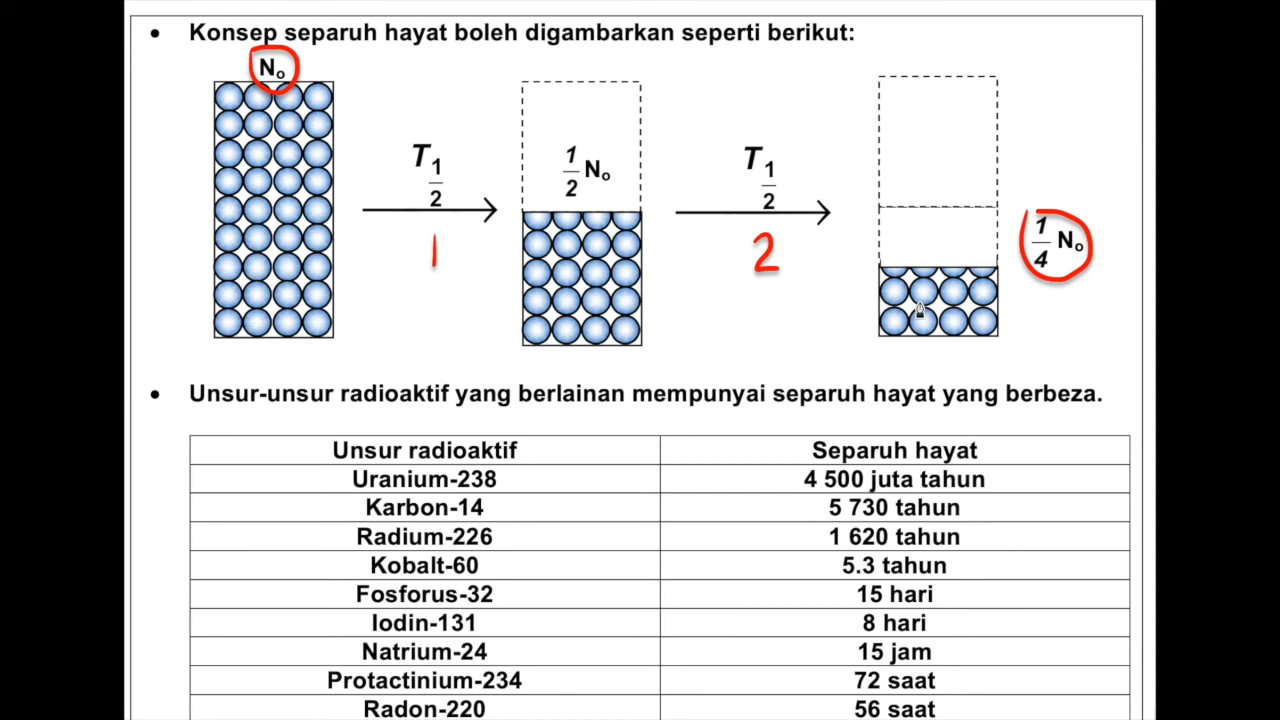 • Konsep separuh hayat boleh digambarkan seperti berikut:
N₀
T 1/2
1
1/2 N₀
T 1/2
2
1/4 N₀
• Unsur-unsur radioaktif yang berlainan mempunyai separuh hayat yang berbeza.
Unsur radioaktif Separuh hayat
Uranium-238 4 500 juta tahun
Karbon-14 5 730 tahun
Radium-226 1 620 tahun
Kobalt-60 5.3 tahun
Fosforus-32 15 hari
Iodin-131 8 hari
Natrium-24 15 jam
Protactinium-234 72 saat
Radon-220 56 saat